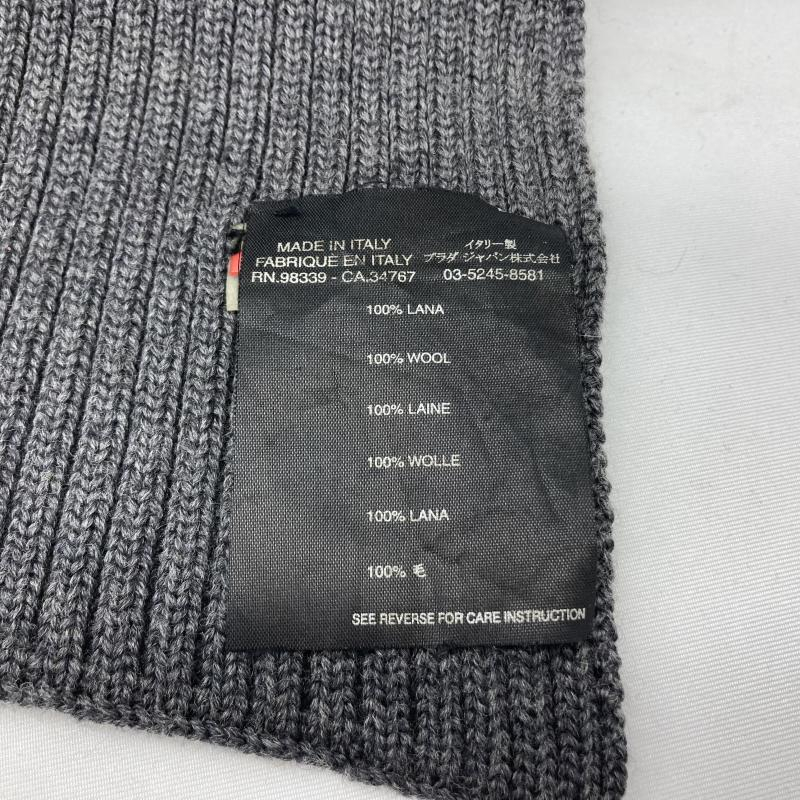 MADE IN ITALY イタリー製
FABRIQUE EN ITALY プラダ ジャパン株式会社
RN.98339 - CA.34767 03-5245-8581
100% LANA
100% WOOL
100% LAINE
100% WOLLE
100% LANA
100% 毛
SEE REVERSE FOR CARE INSTRUCTION